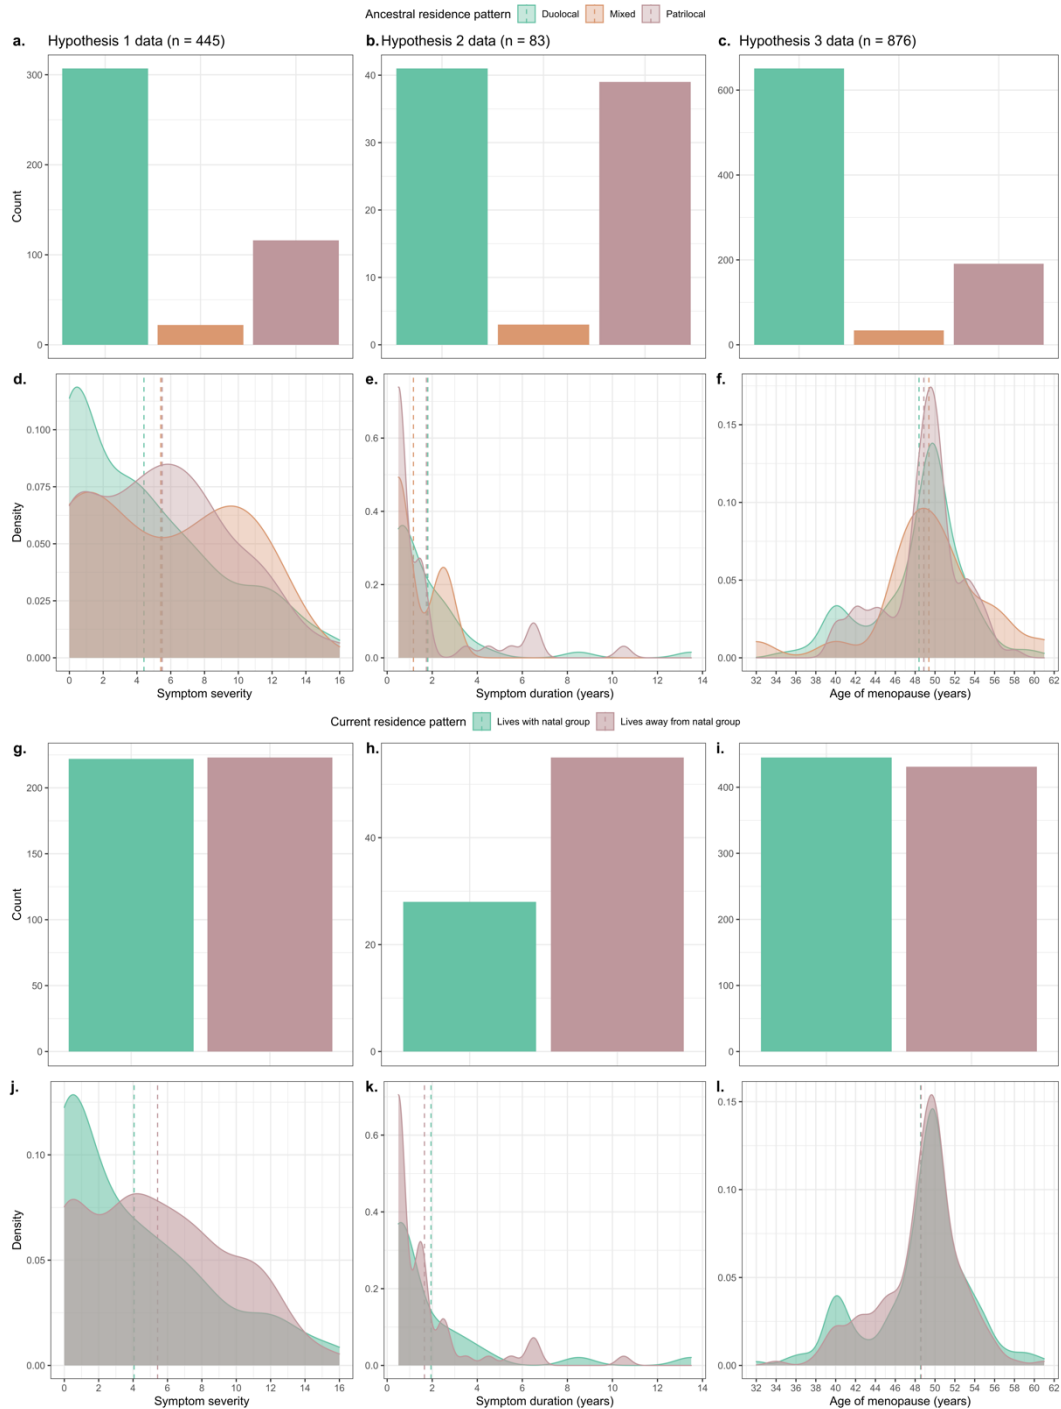 Ancestral residence pattern Duolocal Mixed Patrilocal
a. Hypothesis 1 data (n = 445)
b. Hypothesis 2 data (n = 83)
c. Hypothesis 3 data (n = 876)
Count
300
200
100
0
40
30
20
10
0
600
400
200
0
d.
Density
0.100
0.075
0.050
0.025
0.000
0 2 4 6 8 10 12 14 16
Symptom severity
e.
0.6
0.4
0.2
0.0
0 2 4 6 8 10 12 14
Symptom duration (years)
f.
0.15
0.10
0.05
0.00
32 34 36 38 40 42 44 46 48 50 52 54 56 58 60 62
Age of menopause (years)
Current residence pattern Lives with natal group Lives away from natal group
g.
Count
200
150
100
50
0
h.
40
20
0
i.
400
300
200
100
0
j.
Density
0.10
0.05
0.00
0 2 4 6 8 10 12 14 16
Symptom severity
k.
0.6
0.4
0.2
0.0
0 2 4 6 8 10 12 14
Symptom duration (years)
l.
0.15
0.10
0.05
0.00
32 34 36 38 40 42 44 46 48 50 52 54 56 58 60 62
Age of menopause (years)